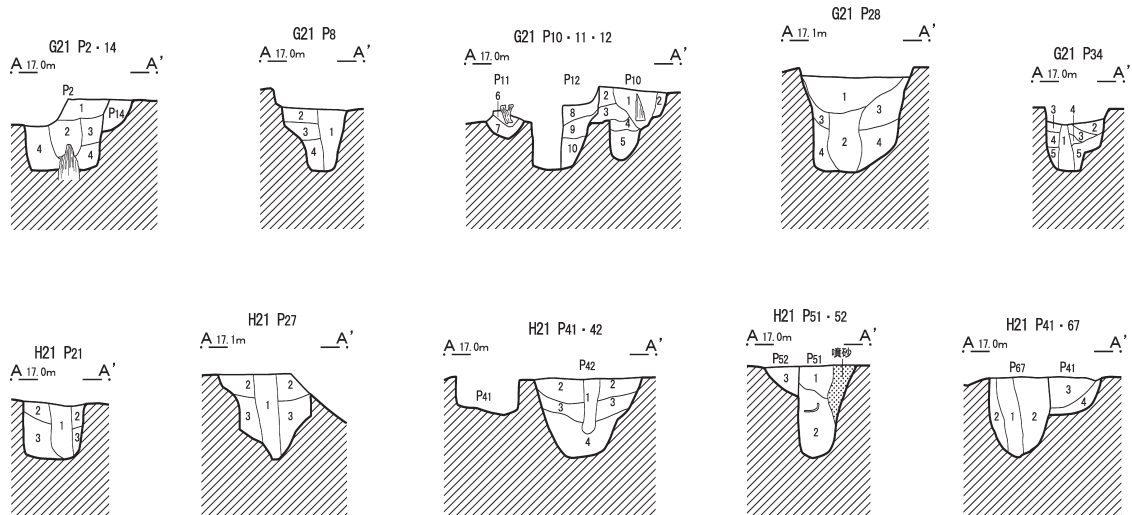 G21 P2・14
A 17.0m A'
P2
1
P14
2 3
4 4
G21 P8
A 17.0m A'
2
3 1
4
G21 P10・11・12
A 17.0m A'
P11 P12 P10
6 2 1 2
8 3
7 9 4
10 5
G21 P28
A 17.1m A'
1
3 3
2
4 4
G21 P34
A 17.0m A'
3 4
2
4 1 3
5 5
H21 P21
A 17.0m A'
2 1 2
3 3
H21 P27
A 17.1m A'
2 2
1
3 3
H21 P41・42
A 17.0m A'
P42
P41
2 2
3 1 3
4
H21 P51・52
A 17.0m A'
P52 P51 噴砂
3 1
2
H21 P41・67
A 17.0m A'
P67 P41
3
2 1 2 4